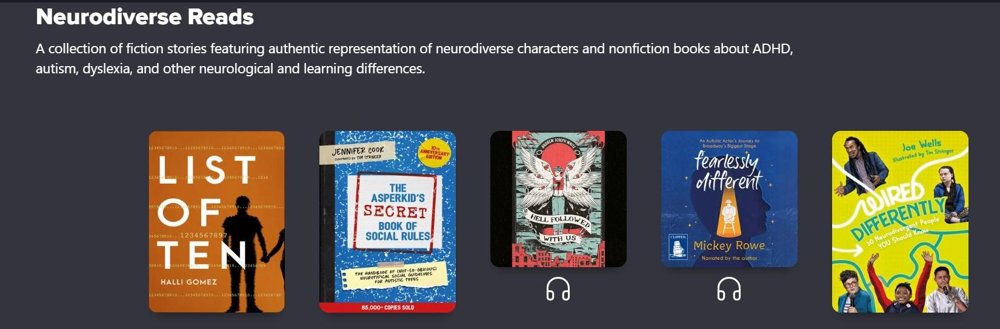 Neurodiverse Reads
A collection of fiction stories featuring authentic representation of neurodiverse characters and nonfiction books about ADHD,
autism, dyslexia, and other neurological and learning differences.
LIST
OF
TEN
12345678910...12345678910...12345678910...1234
...1234567891?
HALLI GOMEZ
JENNIFER COOK
ILLUSTRATED BY TIM STRINGER
10TH
ANNIVERSARY
EDITION
THE
ASPERKID'S
SECRET
BOOK OF
SOCIAL RULES
THE HANDBOOK OF (NOT-SO-OBVIOUS)
NEUROTYPICAL SOCIAL GUIDELINES
FOR AUTISTIC TEENS
85,000+ COPIES SOLD
ANDREW JOSEPH WHITE
HELL FOLLOWED
WITH US
An Autistic Actor's Journey to
Broadway's Biggest Stage
fearlessly
different
CLIPPER
Mickey Rowe
Narrated by the author
Joe Wells
Illustrated by Tim Stringer
WIRED
DIFFERENTLY
30 Neurodivergent People
YOU Should Know